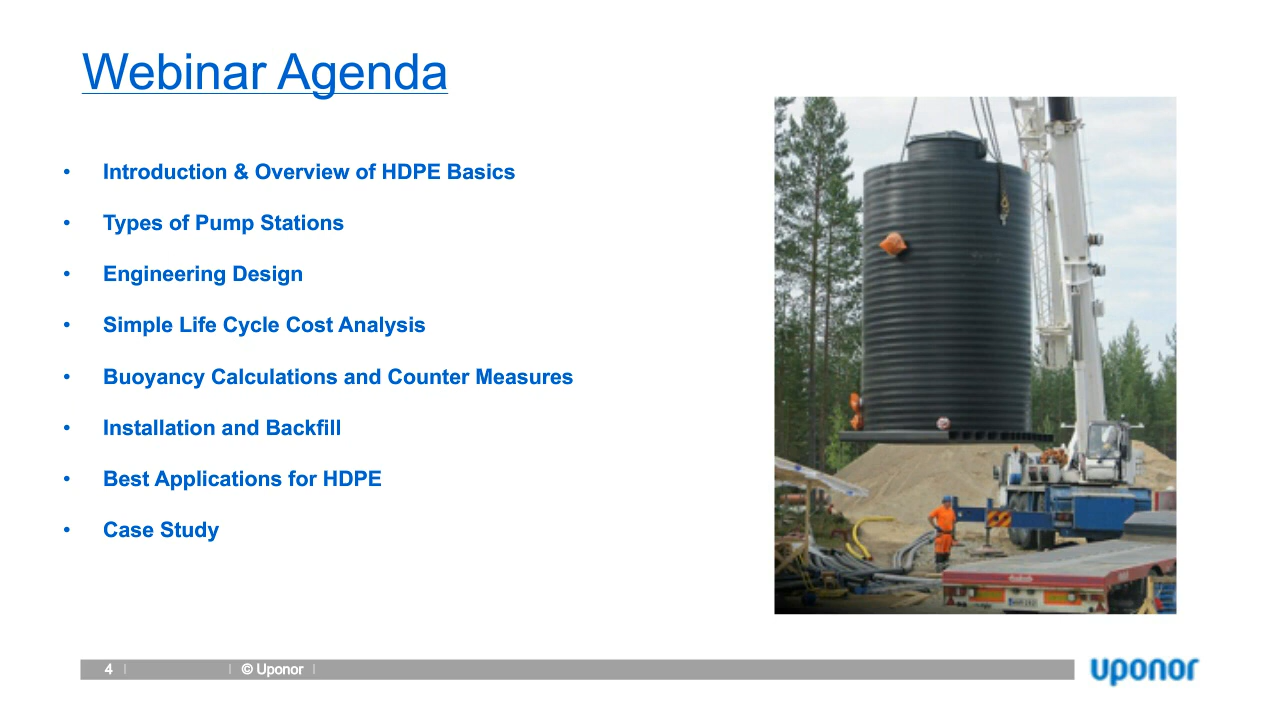 Webinar Agenda
• Introduction & Overview of HDPE Basics
• Types of Pump Stations
• Engineering Design
• Simple Life Cycle Cost Analysis
• Buoyancy Calculations and Counter Measures
• Installation and Backfill
• Best Applications for HDPE
• Case Study
4 | | © Uponor |
uponor